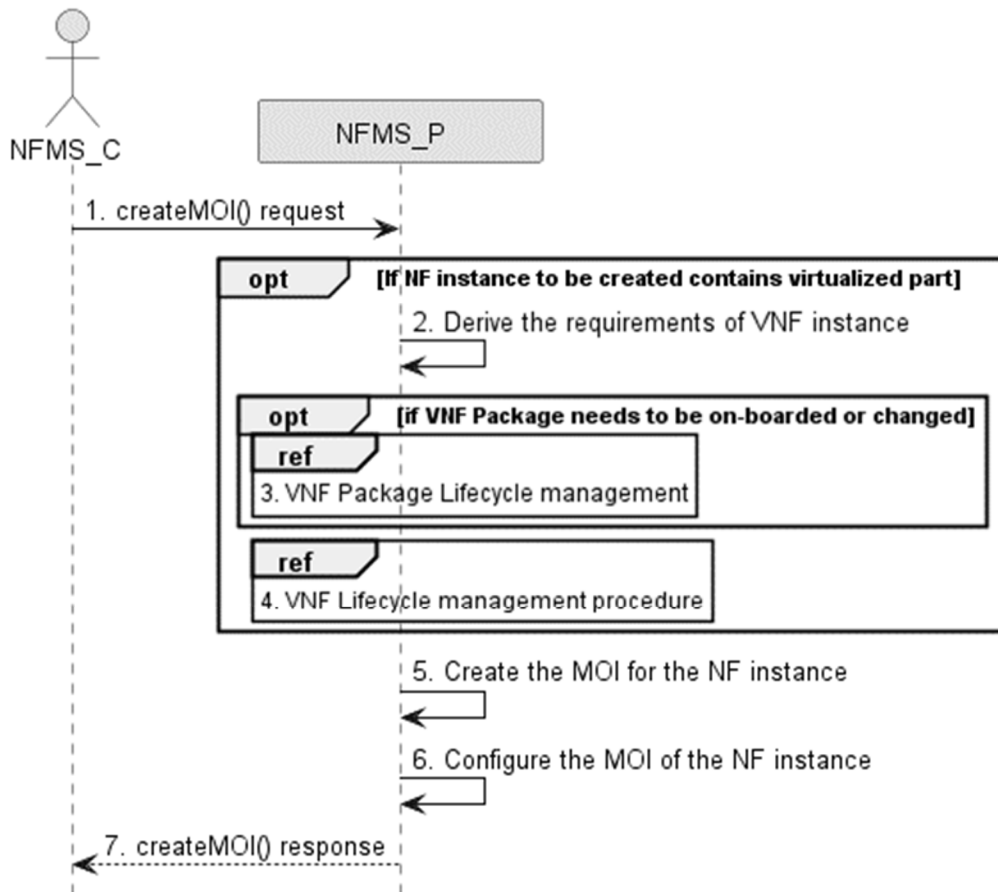 NFMS_C
NFMS_P
1. createMOI() request
opt [If NF instance to be created contains virtualized part]
2. Derive the requirements of VNF instance
opt [if VNF Package needs to be on-boarded or changed]
ref
3. VNF Package Lifecycle management
ref
4. VNF Lifecycle management procedure
5. Create the MOI for the NF instance
6. Configure the MOI of the NF instance
7. createMOI() response